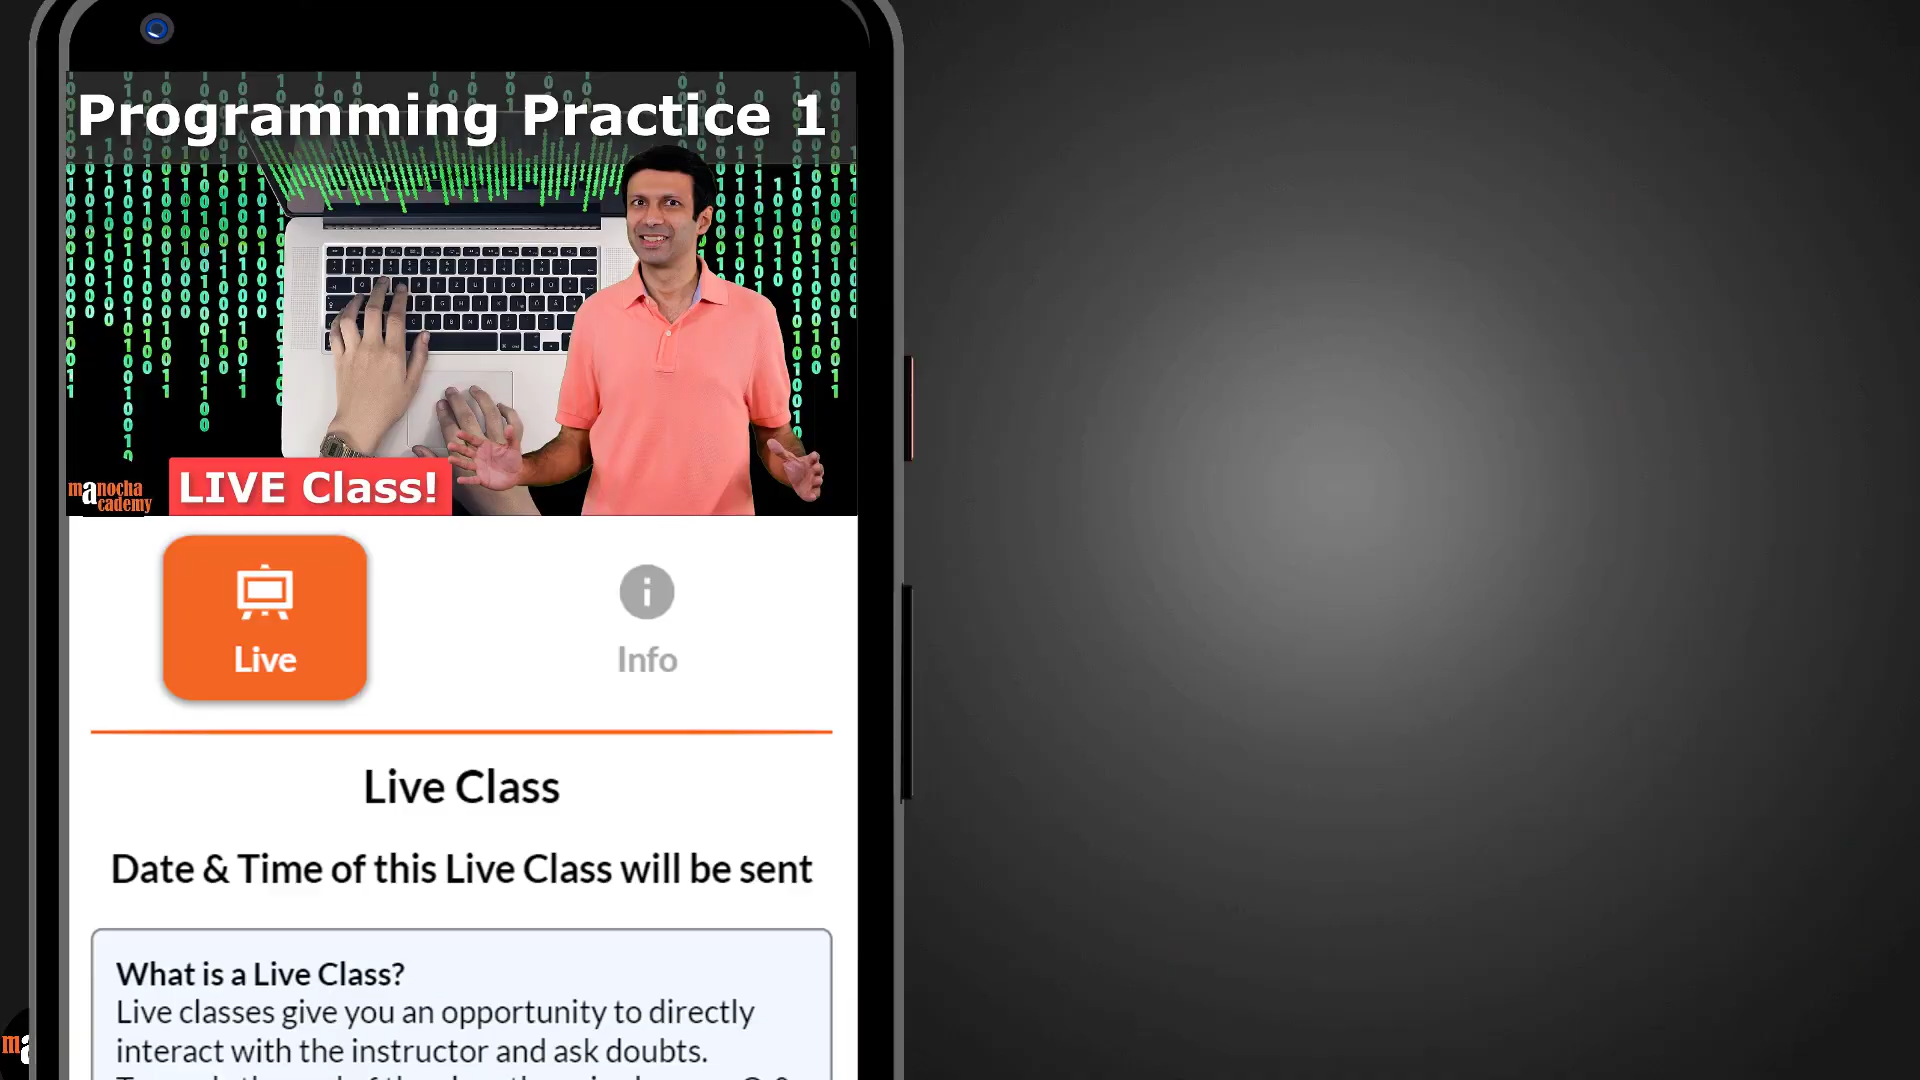 Programming Practice 1
manocha
academy
LIVE Class!
Live
Info
Live Class
Date & Time of this Live Class will be sent
What is a Live Class?
Live classes give you an opportunity to directly
interact with the instructor and ask doubts.